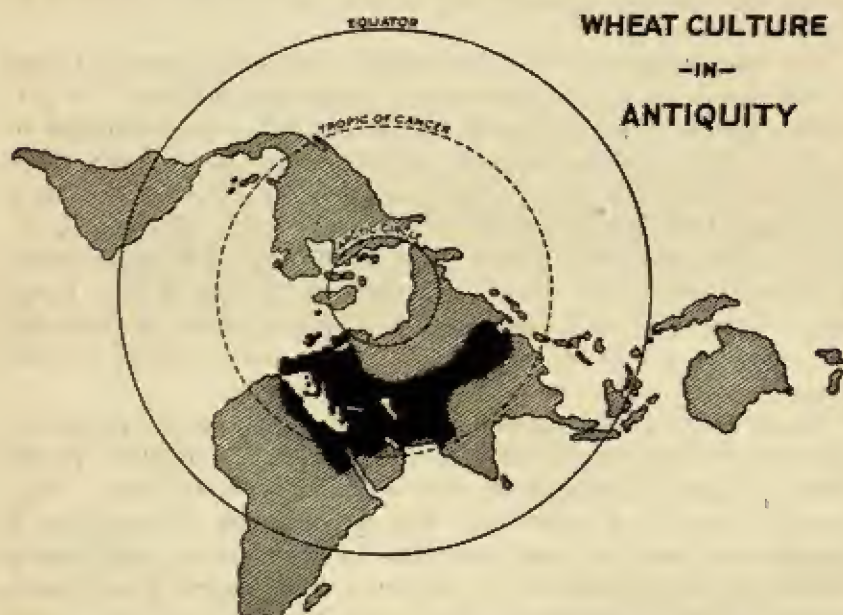 EQUATOR
WHEAT CULTURE
-IN-
ANTIQUITY
TROPIC OF CANCER
ARCTIC CIRCLE